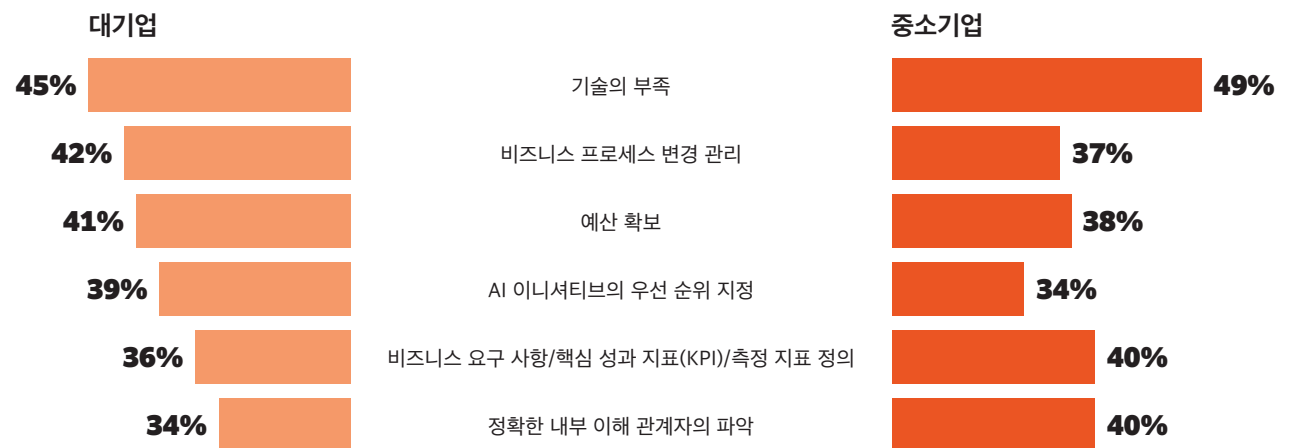 대기업 중소기업
45% 기술의 부족 49%
42% 비즈니스 프로세스 변경 관리 37%
41% 예산 확보 38%
39% AI 이니셔티브의 우선 순위 지정 34%
36% 비즈니스 요구 사항/핵심 성과 지표(KPI)/측정 지표 정의 40%
34% 정확한 내부 이해 관계자의 파악 40%